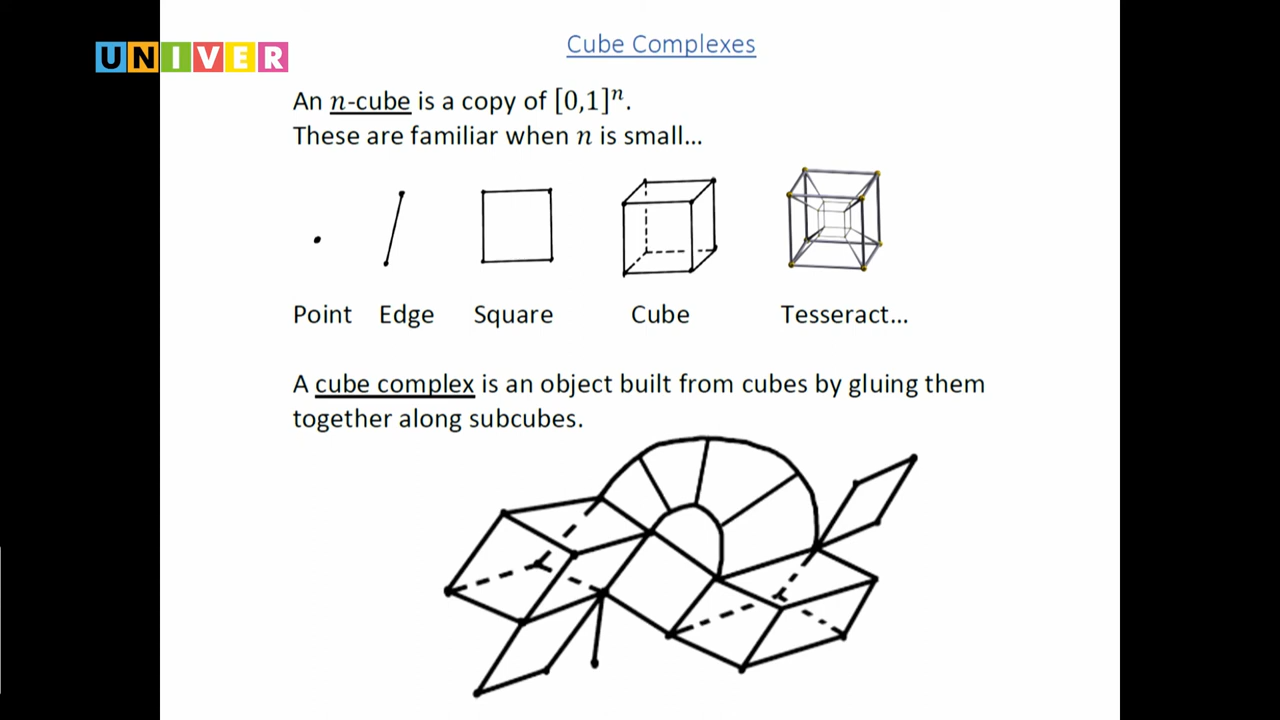 UNIVER
Cube Complexes
An n-cube is a copy of [0,1]ⁿ.
These are familiar when n is small...
Point Edge Square Cube Tesseract...
A cube complex is an object built from cubes by gluing them
together along subcubes.